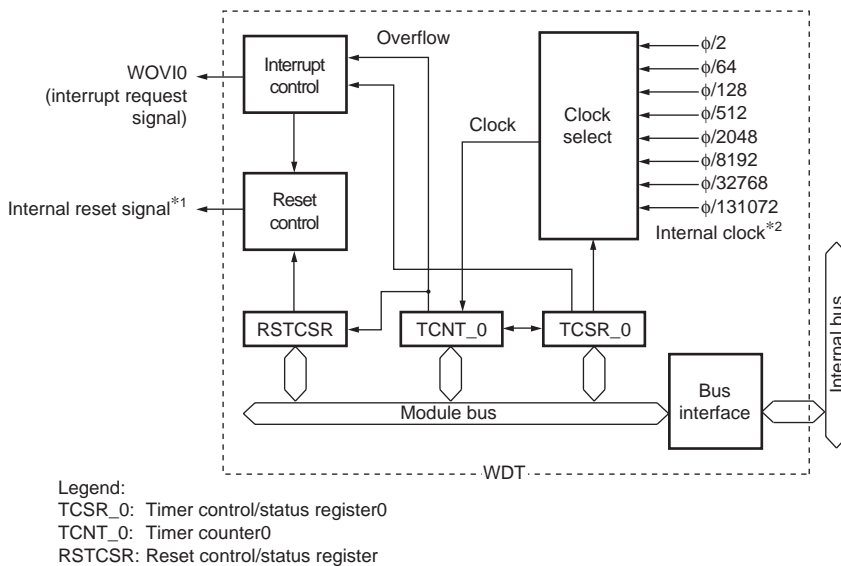 Overflow
WOVI0
(interrupt request
signal)
Interrupt
control
Clock
select
Clock
ϕ/2
ϕ/64
ϕ/128
ϕ/512
ϕ/2048
ϕ/8192
ϕ/32768
ϕ/131072
Internal clock*2
Internal reset signal*1
Reset
control
RSTCSR
TCNT_0
TCSR_0
Module bus
Bus
interface
Internal bus
WDT
Legend:
TCSR_0: Timer control/status register0
TCNT_0: Timer counter0
RSTCSR: Reset control/status register